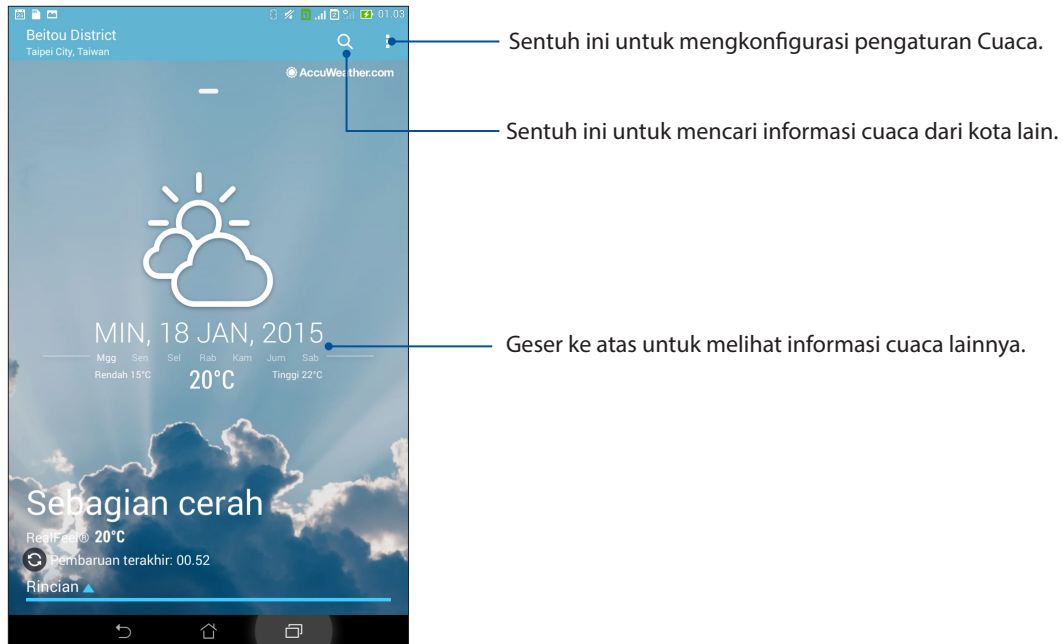 01.03
Beitou District
Taipei City, Taiwan
Sentuh ini untuk mengkonfigurasi pengaturan Cuaca.
AccuWeather.com
Sentuh ini untuk mencari informasi cuaca dari kota lain.
MIN, 18 JAN, 2015
Geser ke atas untuk melihat informasi cuaca lainnya.
Mgg Sen Sel Rab Kam Jum Sab
Rendah 15°C 20°C Tinggi 22°C
Sebagian cerah
RealFeel® 20°C
Pembaruan terakhir: 00.52
Rincian